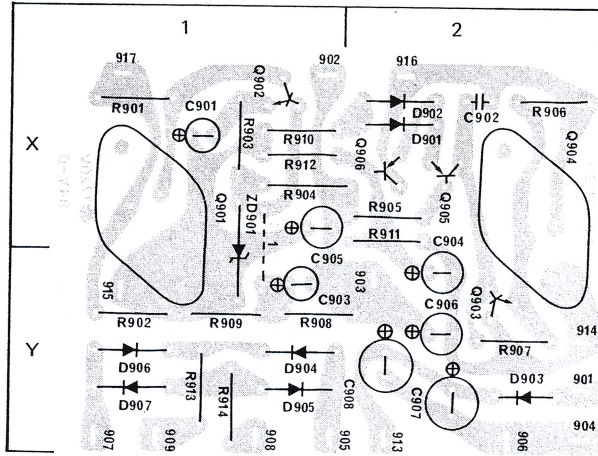 1 2
917 902 916
Q902
R901 C901 R903 R910 D902 C902 R906
D901
X
R912 Q906 Q904
R904 Q905
Q901 ZD901 R905
1 R911 C904
C905
915 C903 903 C906 Q903
R902 R909 R908 914
R907
Y
D906 D904
R913 R914 C908 D903 901
D907 D905 C907
904
907 909 908 905 913 906